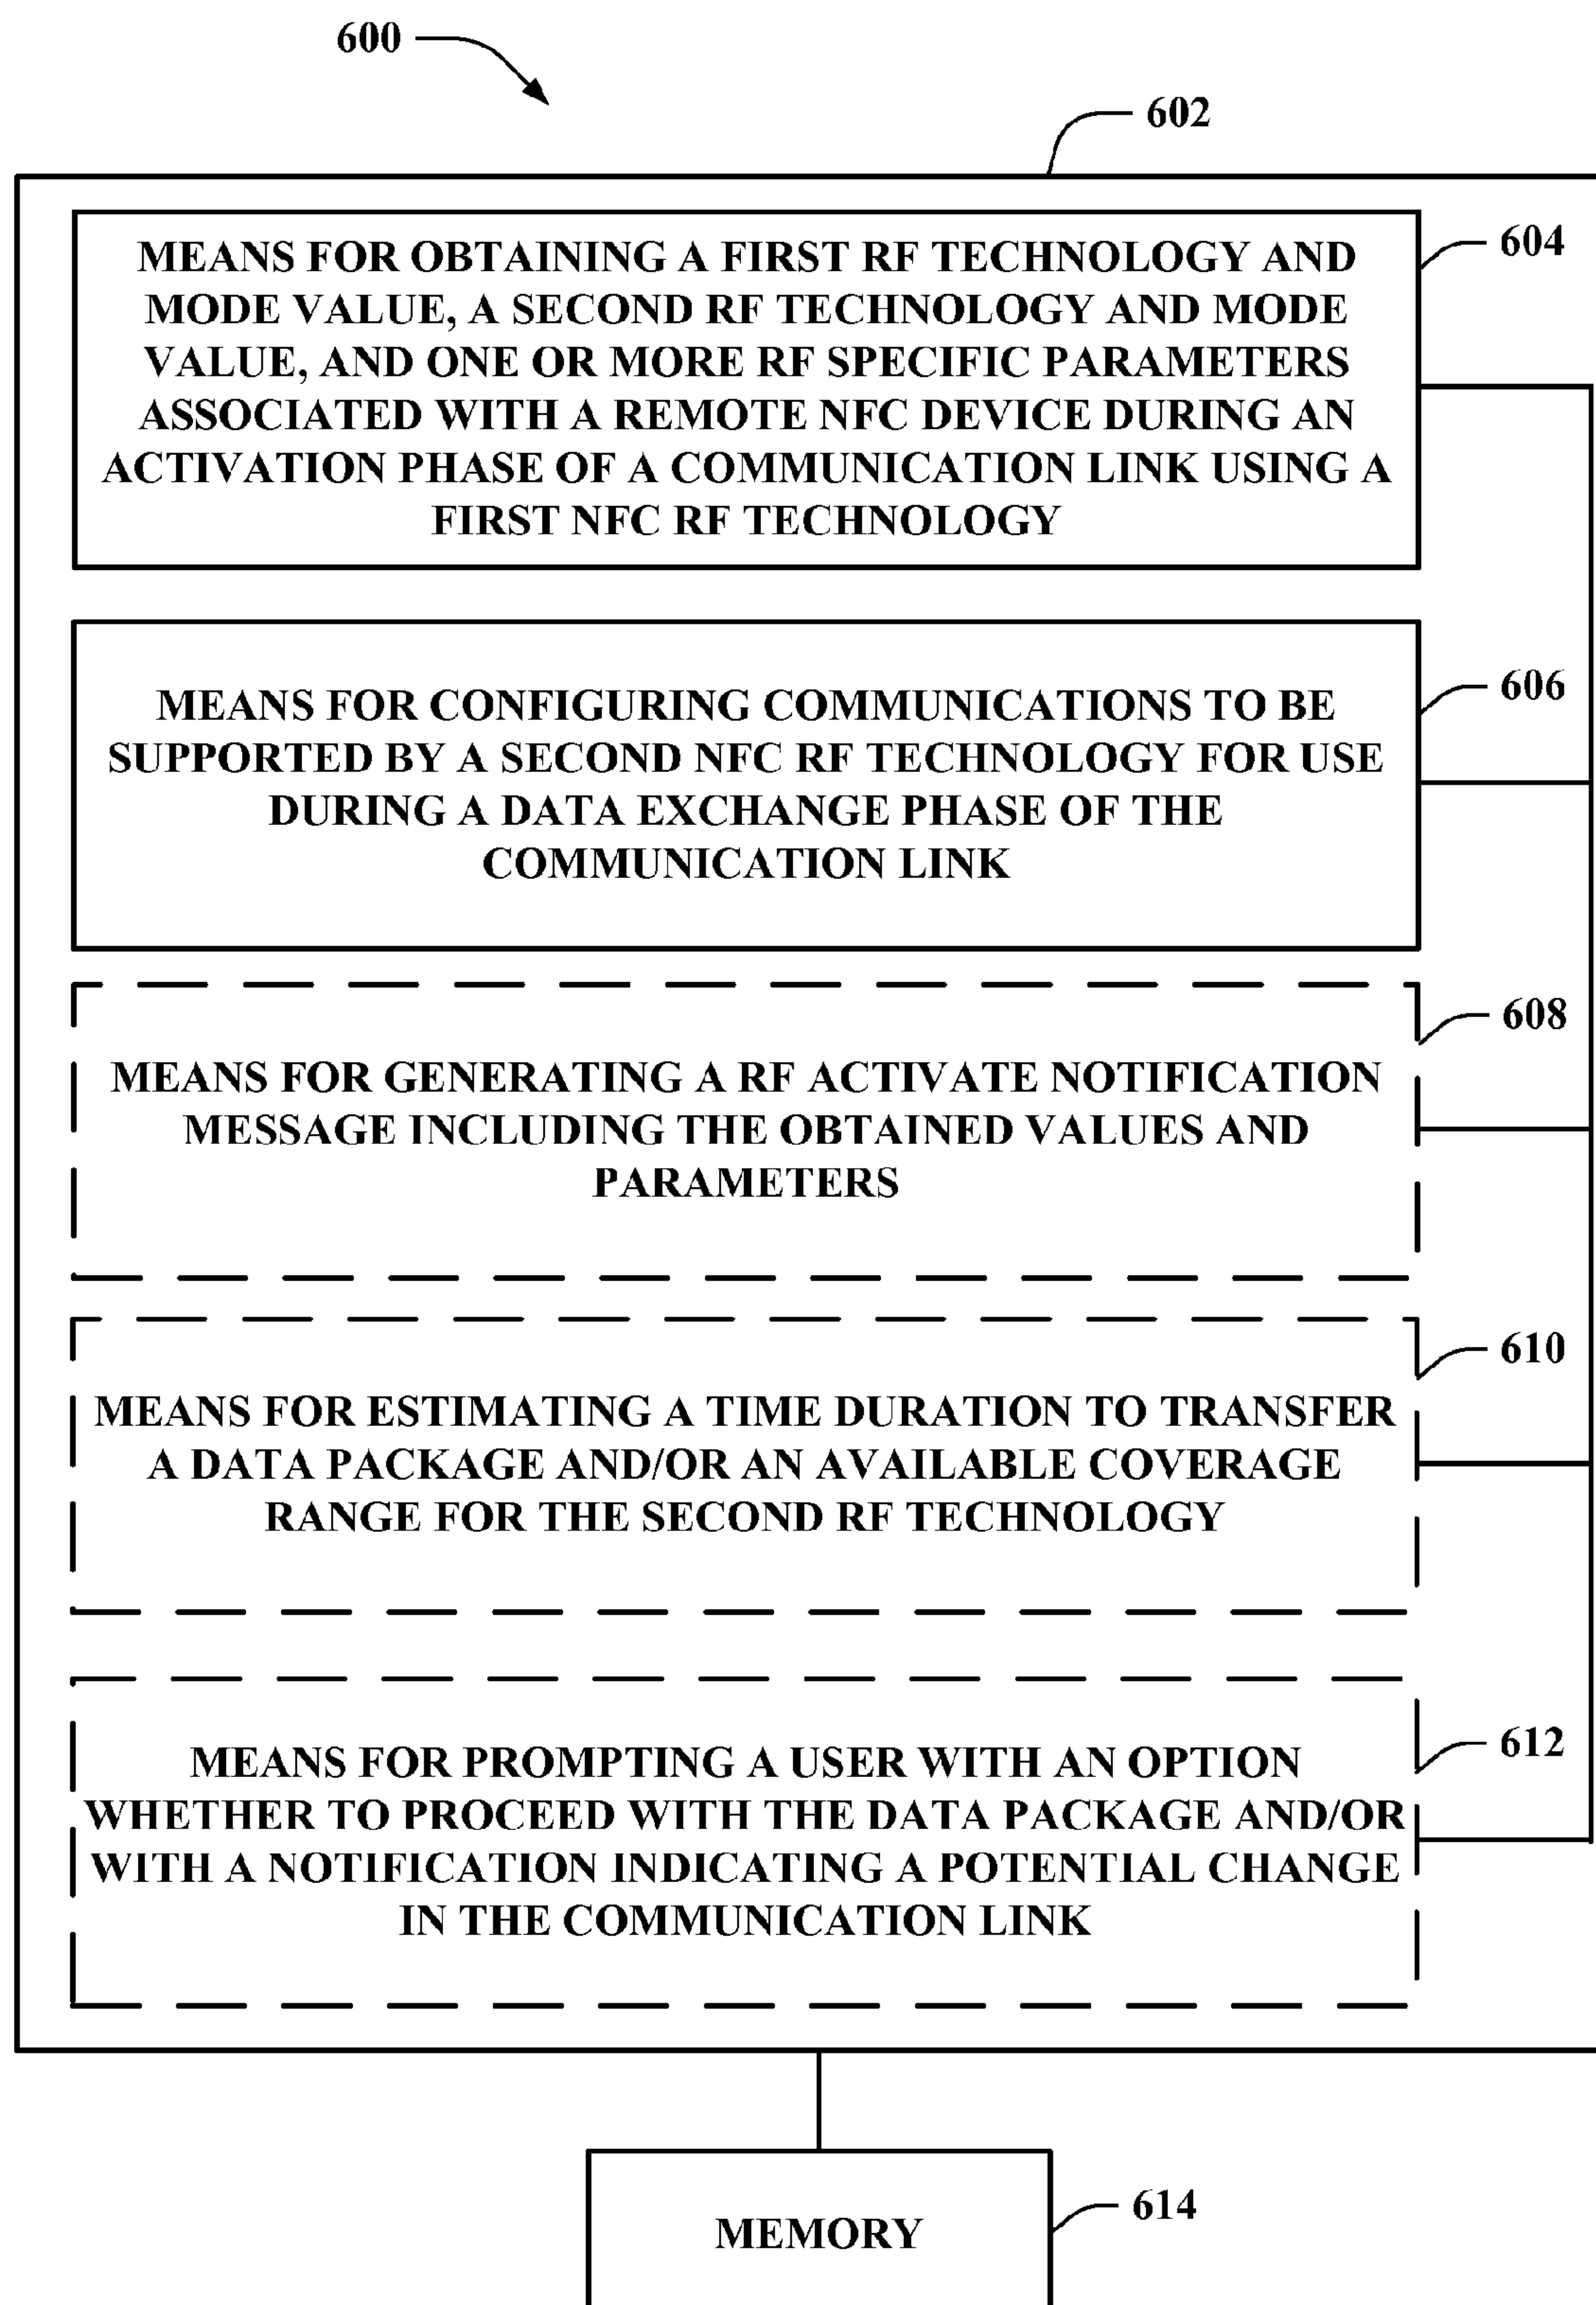 600
602
MEANS FOR OBTAINING A FIRST RF TECHNOLOGY AND
MODE VALUE, A SECOND RF TECHNOLOGY AND MODE
VALUE, AND ONE OR MORE RF SPECIFIC PARAMETERS
ASSOCIATED WITH A REMOTE NFC DEVICE DURING AN
ACTIVATION PHASE OF A COMMUNICATION LINK USING A
FIRST NFC RF TECHNOLOGY
604
MEANS FOR CONFIGURING COMMUNICATIONS TO BE
SUPPORTED BY A SECOND NFC RF TECHNOLOGY FOR USE
DURING A DATA EXCHANGE PHASE OF THE
COMMUNICATION LINK
606
MEANS FOR GENERATING A RF ACTIVATE NOTIFICATION
MESSAGE INCLUDING THE OBTAINED VALUES AND
PARAMETERS
608
MEANS FOR ESTIMATING A TIME DURATION TO TRANSFER
A DATA PACKAGE AND/OR AN AVAILABLE COVERAGE
RANGE FOR THE SECOND RF TECHNOLOGY
610
MEANS FOR PROMPTING A USER WITH AN OPTION
WHETHER TO PROCEED WITH THE DATA PACKAGE AND/OR
WITH A NOTIFICATION INDICATING A POTENTIAL CHANGE
IN THE COMMUNICATION LINK
612
MEMORY
614